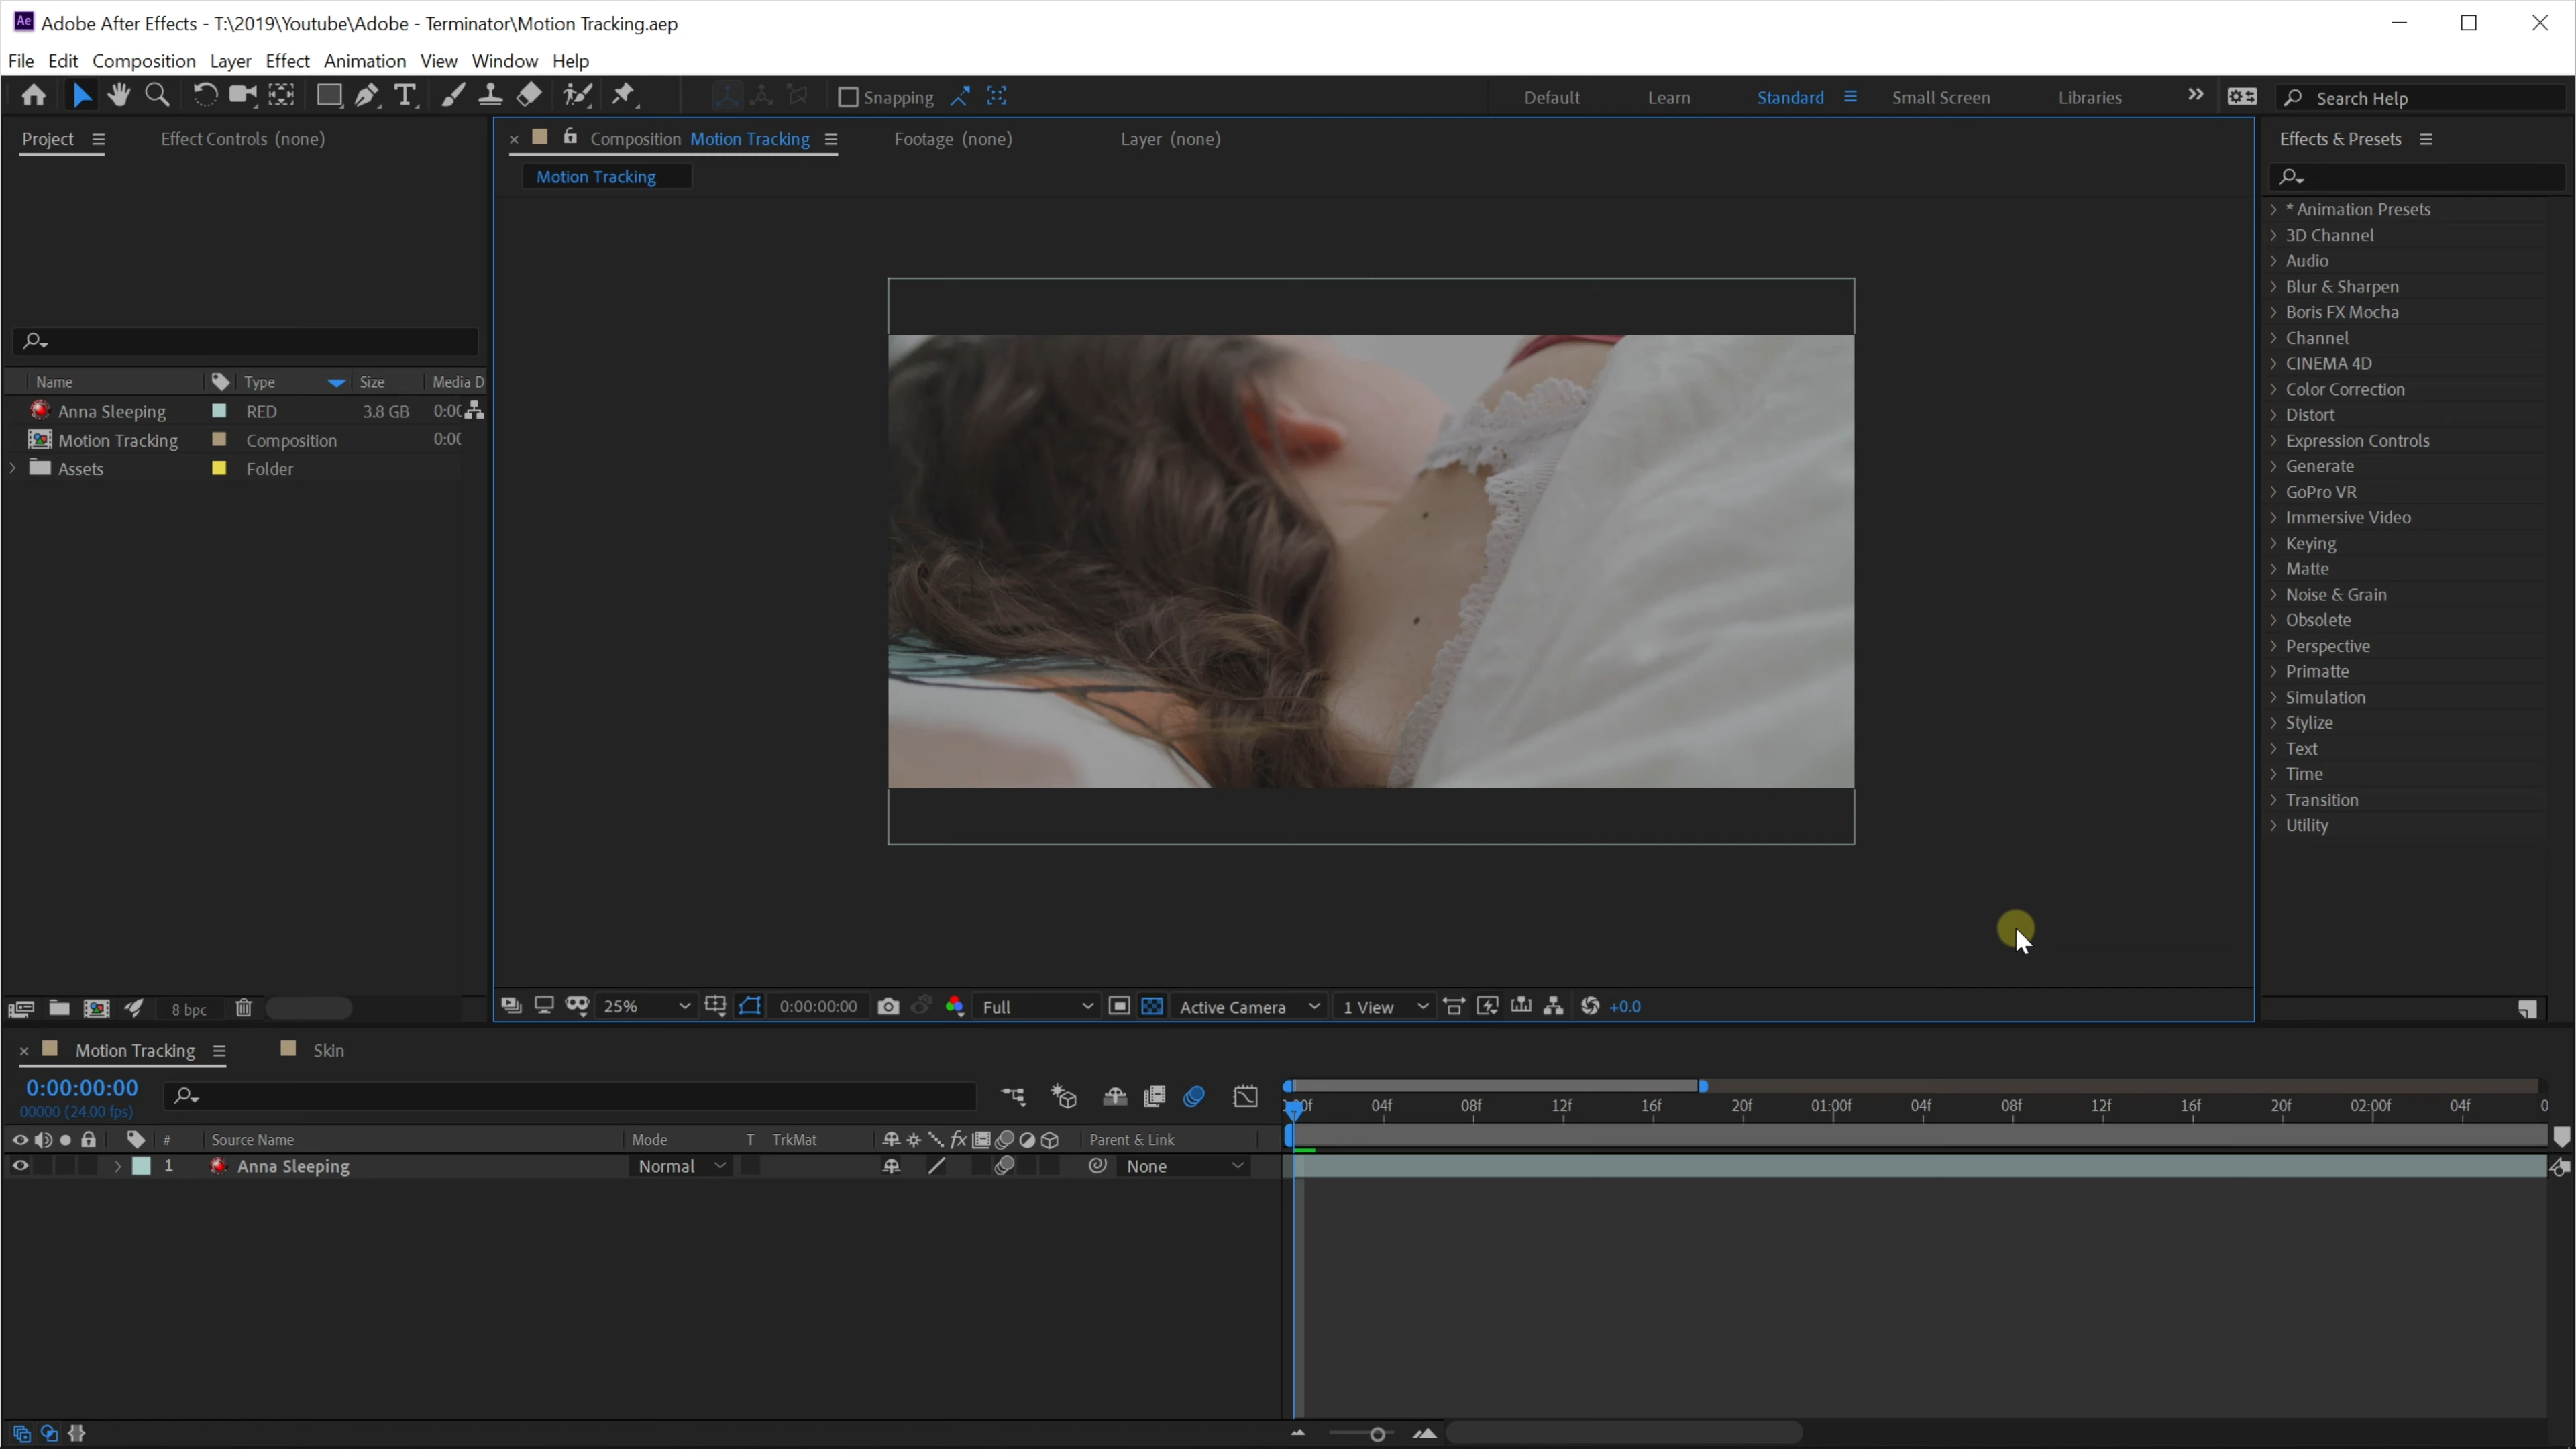 Ae Adobe After Effects - T:\2019\Youtube\Adobe - Terminator\Motion Tracking.aep
File Edit Composition Layer Effect Animation View Window Help
Snapping Default Learn Standard Small Screen Libraries Search Help
Project Effect Controls (none)
Name Type Size Media D
Anna Sleeping RED 3.8 GB 0:00
Motion Tracking Composition 0:00
Assets Folder
8 bpc
Composition Motion Tracking Footage (none) Layer (none)
Motion Tracking
25% 0:00:00:00 Full Active Camera 1 View +0.0
Effects & Presets
* Animation Presets
3D Channel
Audio
Blur & Sharpen
Boris FX Mocha
Channel
CINEMA 4D
Color Correction
Distort
Expression Controls
Generate
GoPro VR
Immersive Video
Keying
Matte
Noise & Grain
Obsolete
Perspective
Primatte
Simulation
Stylize
Text
Time
Transition
Utility
Motion Tracking Skin
0:00:00:00
00000 (24.00 fps)
04f 08f 12f 16f 20f 01:00f 04f 08f 12f 16f 20f 02:00f 04f
# Source Name Mode T TrkMat fx Parent & Link
1 Anna Sleeping Normal None